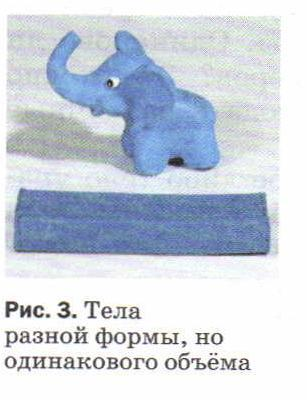 Рис. 3. Тела
разной формы, но
одинакового объёма